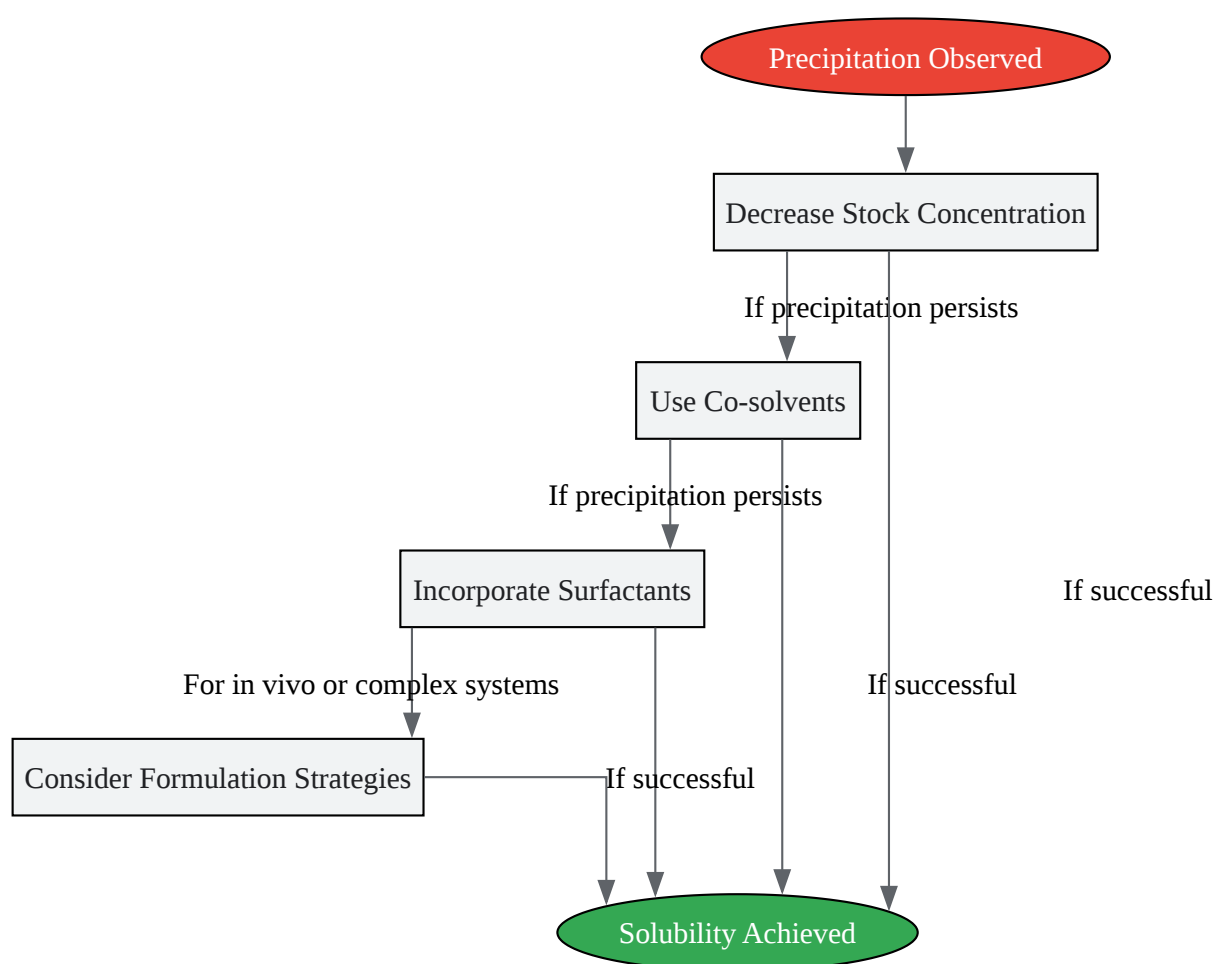 Precipitation Observed
Decrease Stock Concentration
If precipitation persists
Use Co-solvents
If precipitation persists
Incorporate Surfactants
If successful
For in vivo or complex systems
If successful
Consider Formulation Strategies
If successful
Solubility Achieved